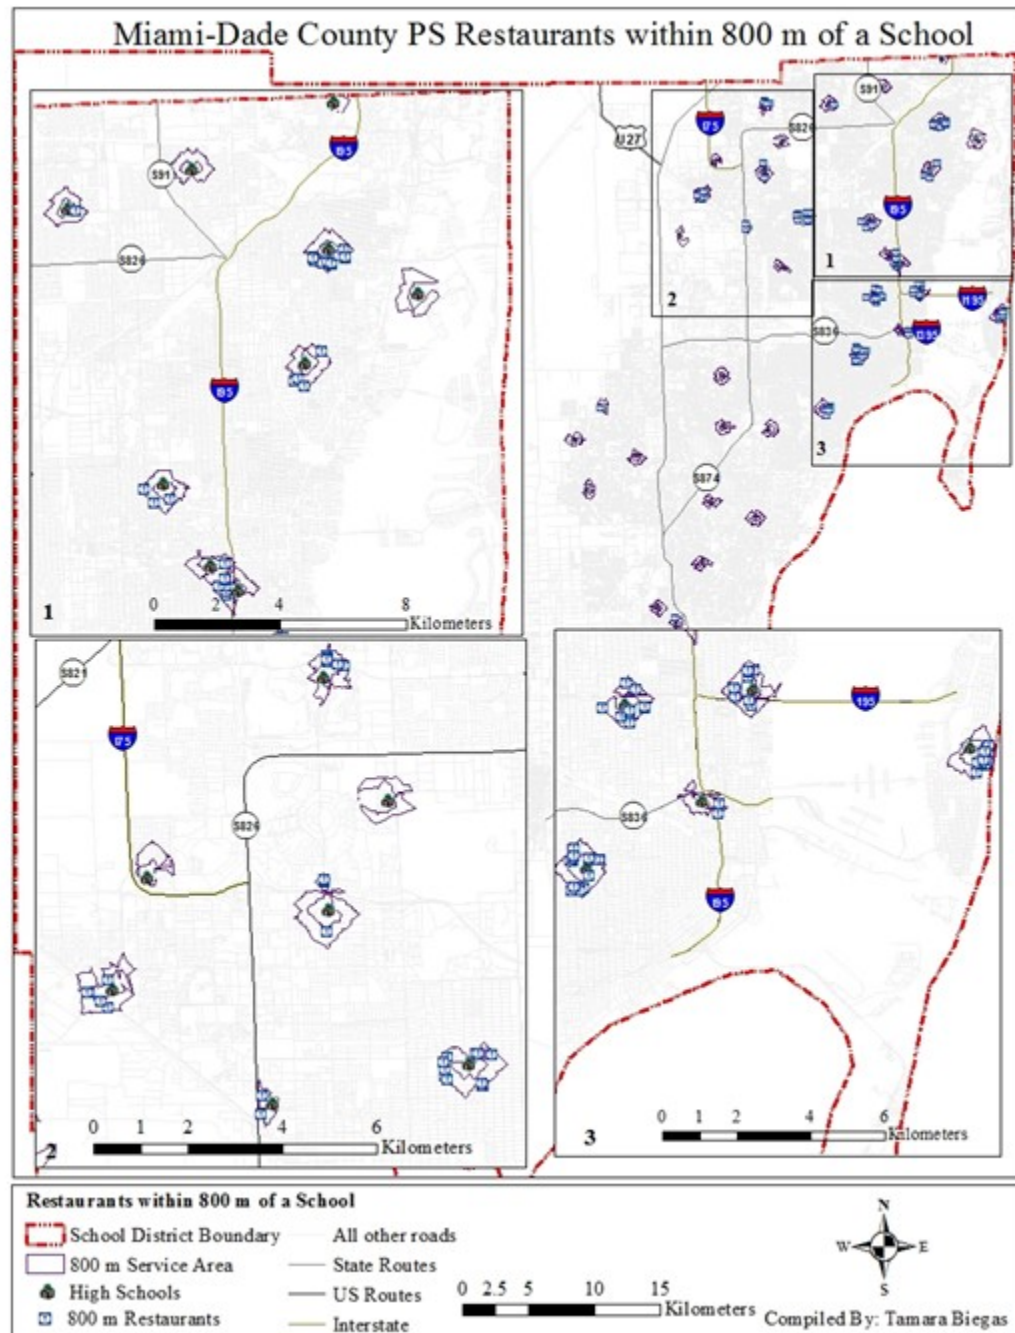 Miami-Dade County PS Restaurants within 800 m of a School
S91
I95
S826
1
0 2 4 8
Kilometers
U27
I75
S826
S91
I95
1
2
I195
I395
S836
3
S874
S821
I75
S826
2
0 1 2 4 6
Kilometers
I195
S836
I95
3
0 1 2 4 6
Kilometers
Restaurants within 800 m of a School
School District Boundary
800 m Service Area
High Schools
800 m Restaurants
All other roads
State Routes
US Routes
Interstate
0 2.5 5 10 15
Kilometers
N
W E
S
Compiled By: Tamara Biegas